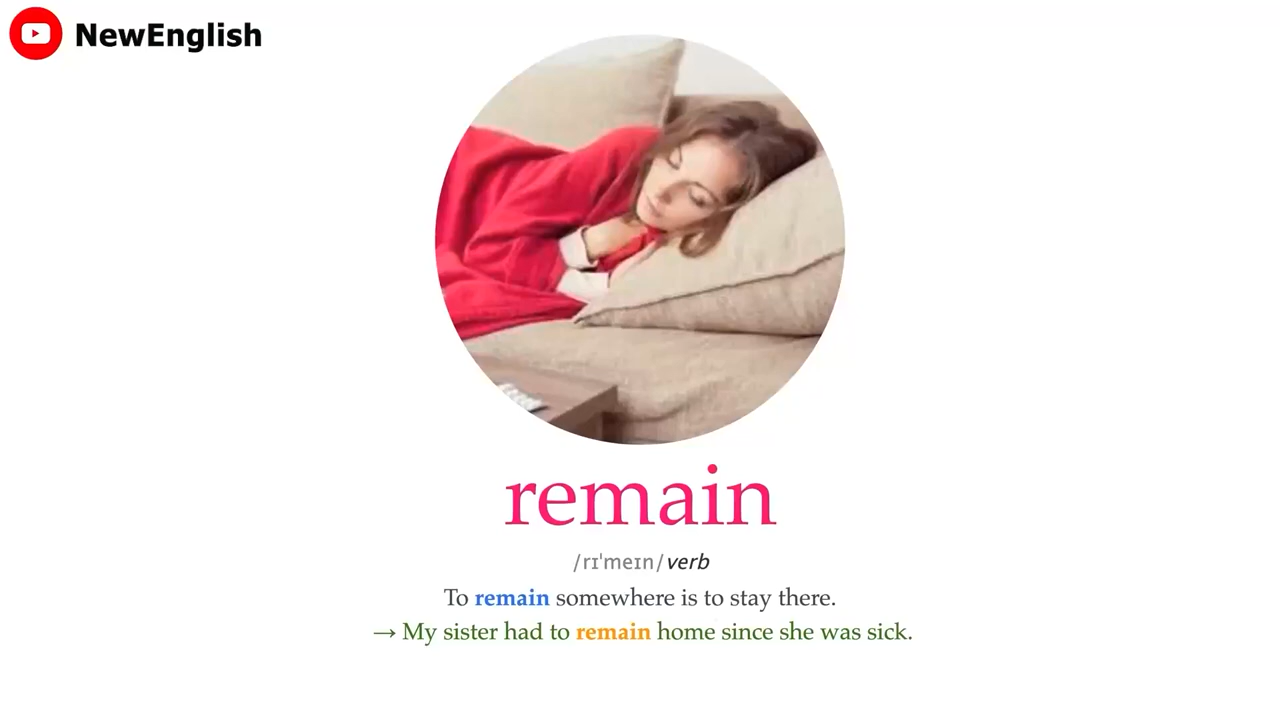 NewEnglish
remain
/rɪˈmeɪn/verb
To remain somewhere is to stay there.
→ My sister had to remain home since she was sick.